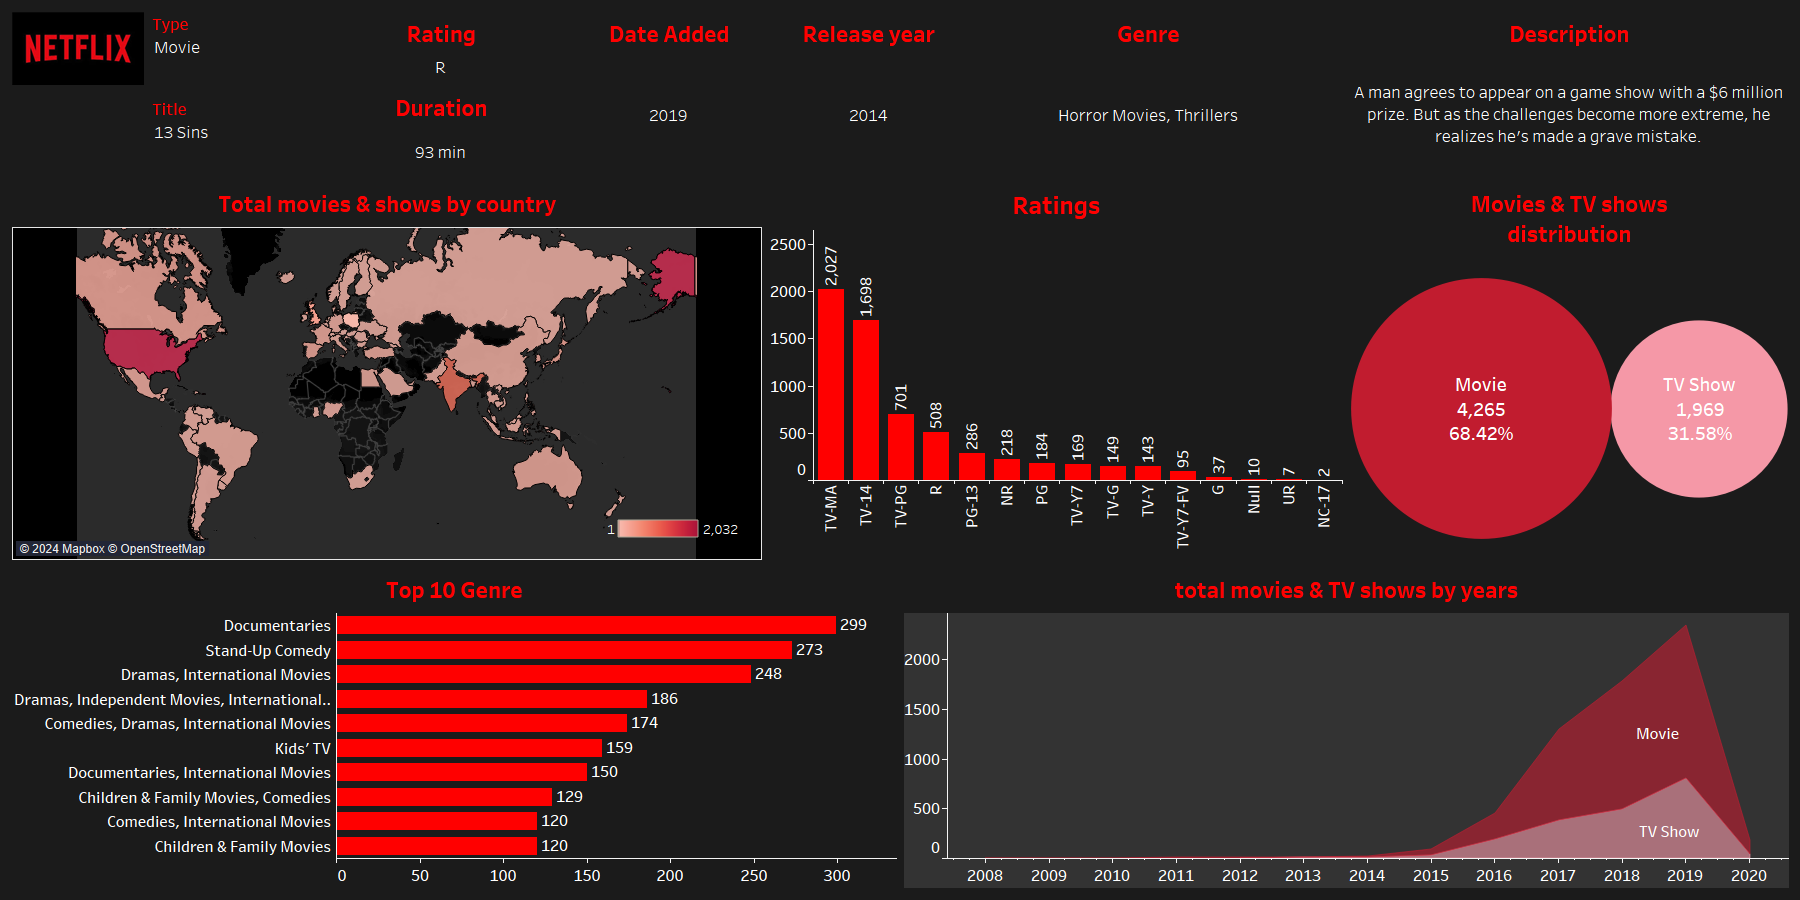 NETFLIX
Type
Movie
Title
13 Sins
Rating
R
Duration
93 min
Date Added
2019
Release year
2014
Genre
Horror Movies, Thrillers
Description
A man agrees to appear on a game show with a $6 million
prize. But as the challenges become more extreme, he
realizes he’s made a grave mistake.
Total movies & shows by country
1
2,032
© 2024 Mapbox © OpenStreetMap
Ratings
2500
2000
1500
1000
500
0
2,027
1,698
701
508
286
218
184
169
149
143
95
37
10
7
2
TV-MA
TV-14
TV-PG
R
PG-13
NR
PG
TV-Y7
TV-G
TV-Y
TV-Y7-FV
G
Null
UR
NC-17
Movies & TV shows
distribution
Movie
4,265
68.42%
TV Show
1,969
31.58%
Top 10 Genre
Documentaries 299
Stand-Up Comedy 273
Dramas, International Movies 248
Dramas, Independent Movies, International.. 186
Comedies, Dramas, International Movies 174
Kids’ TV 159
Documentaries, International Movies 150
Children & Family Movies, Comedies 129
Comedies, International Movies 120
Children & Family Movies 120
0 50 100 150 200 250 300
total movies & TV shows by years
2000
1500
1000
500
0
Movie
TV Show
2008 2009 2010 2011 2012 2013 2014 2015 2016 2017 2018 2019 2020